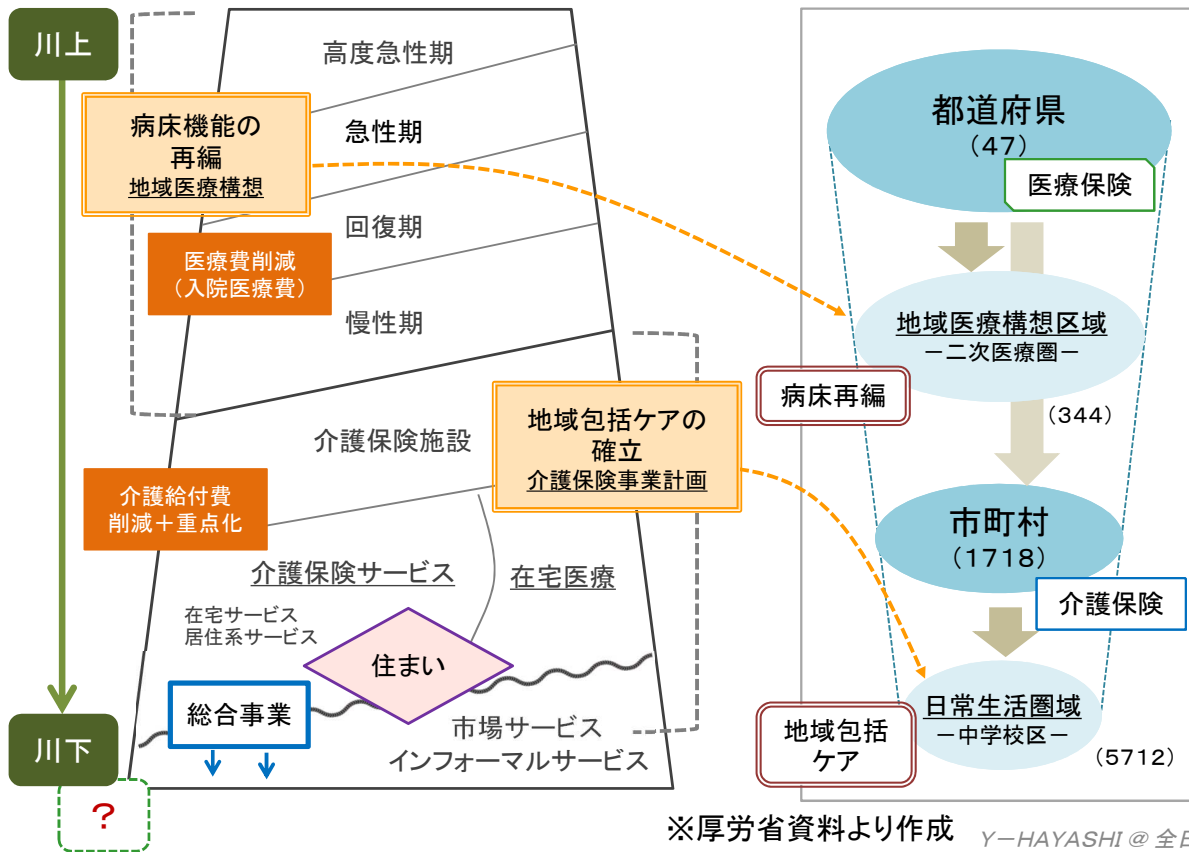 川上
高度急性期
病床機能の
再編
地域医療構想
急性期
回復期
医療費削減
（入院医療費）
慢性期
介護保険施設
地域包括ケアの
確立
介護保険事業計画
介護給付費
削減＋重点化
介護保険サービス
在宅医療
在宅サービス
居住系サービス
住まい
総合事業
市場サービス
インフォーマルサービス
川下
？
都道府県
（47）
医療保険
地域医療構想区域
－二次医療圏－
病床再編
（344）
市町村
（1718）
介護保険
日常生活圏域
－中学校区－
地域包括
ケア
（5712）
※厚労省資料より作成
Y－HAYASHI＠全